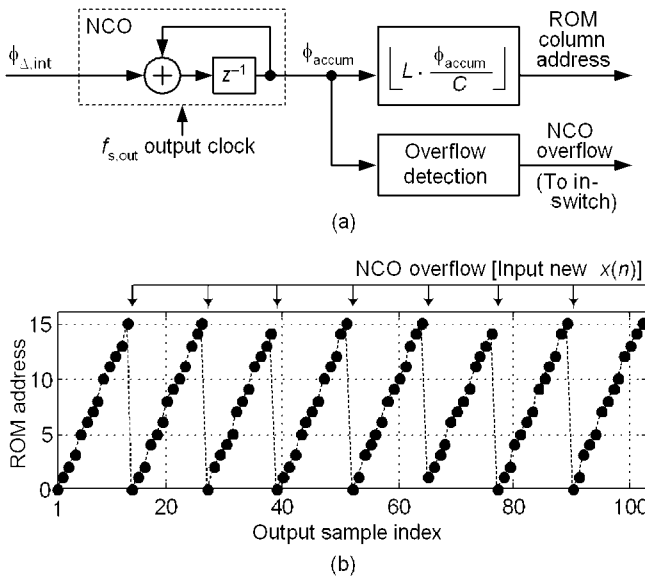 NCO
ϕΔ,int
+
z−1
ϕaccum
⌊ L · ϕaccum / C ⌋
ROM
column
address
fs,out output clock
Overflow
detection
NCO
overflow
(To in-
switch)
(a)
NCO overflow [Input new x(n)]
15
10
5
0
ROM address
1 20 40 60 80 100
Output sample index
(b)